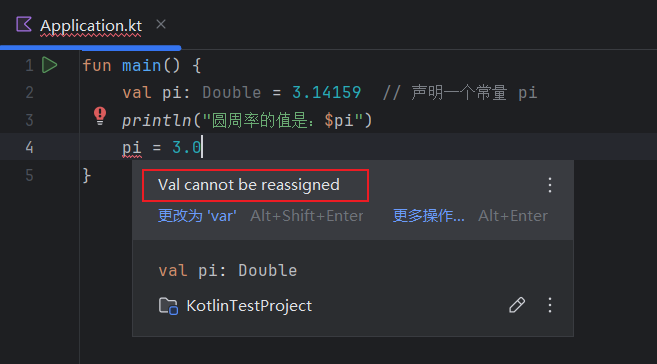 Application.kt
1 fun main() {
2 val pi: Double = 3.14159 // 声明一个常量 pi
3 println("圆周率的值是：$pi")
4 pi = 3.0
5 }
Val cannot be reassigned
更改为 'var' Alt+Shift+Enter 更多操作... Alt+Enter
val pi: Double
KotlinTestProject